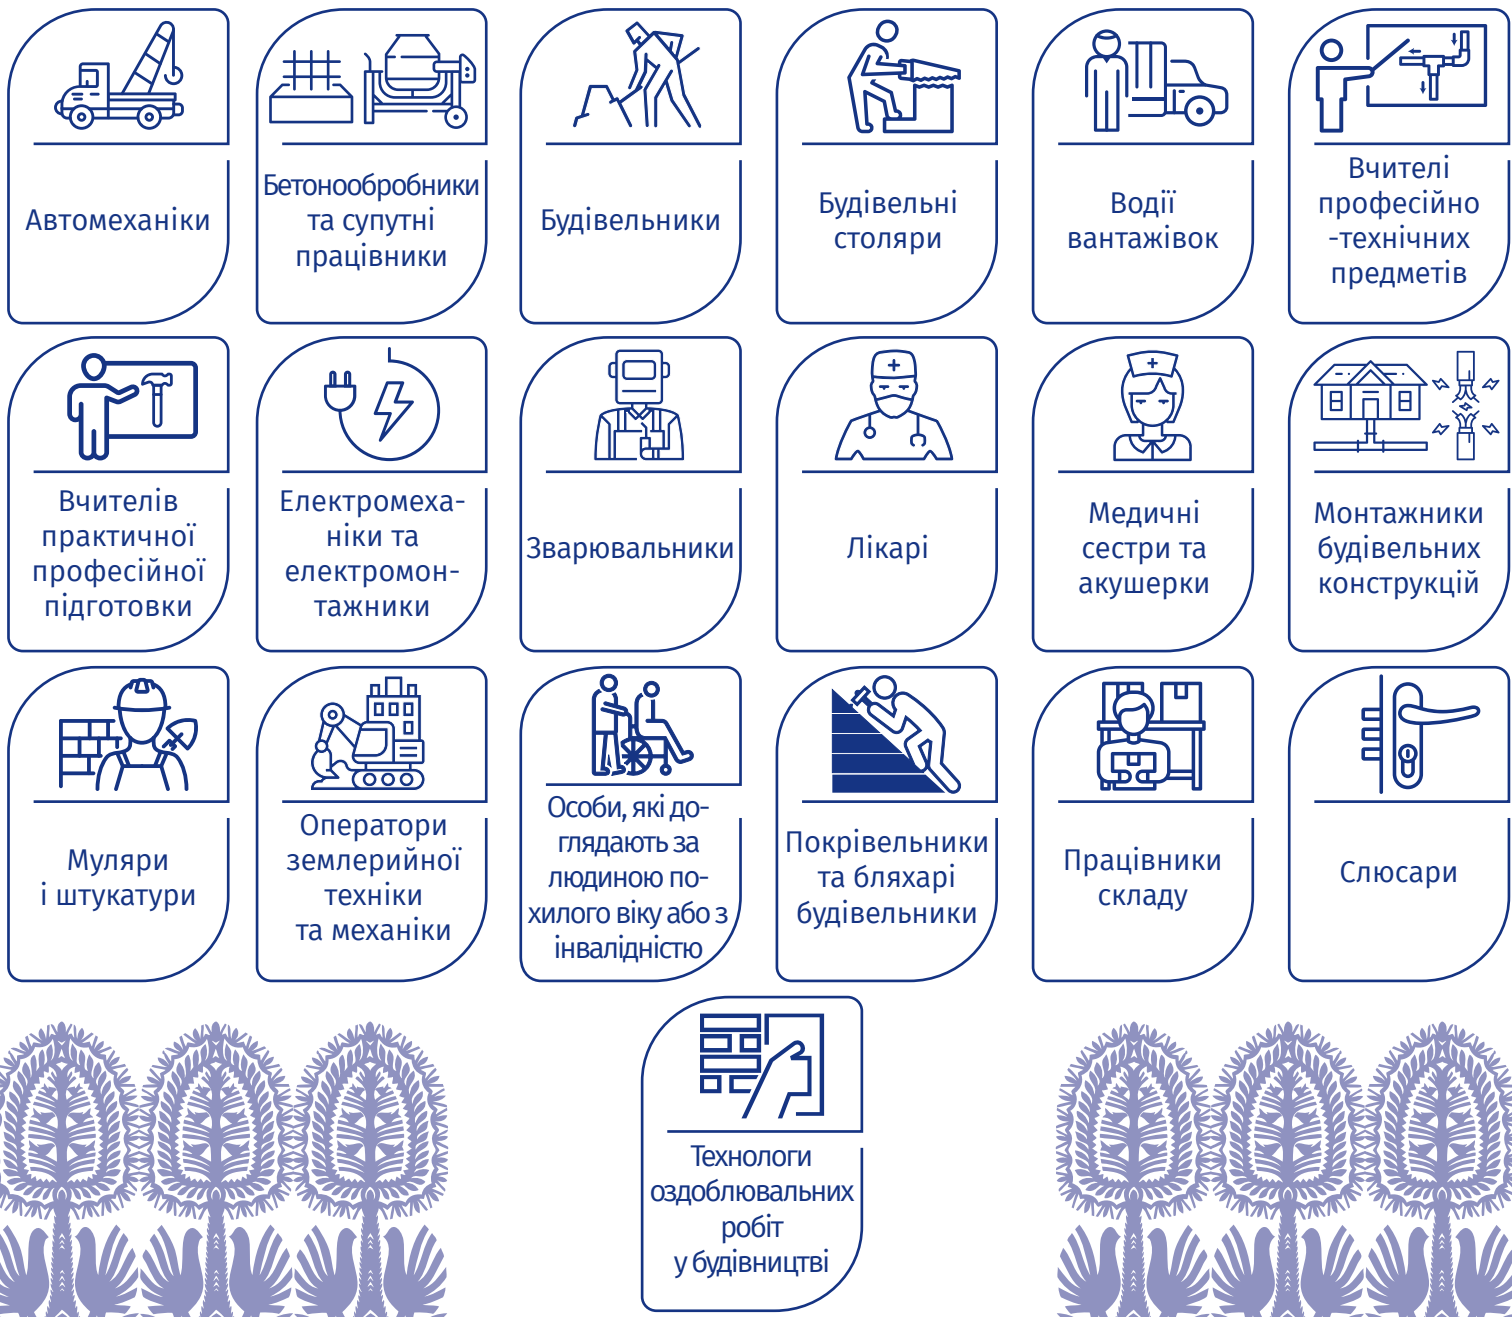 Автомеханіки
Бетонообробники
та супутні
працівники
Будівельники
Будівельні
столяри
Водії
вантажівок
Вчителі
професійно
-технічних
предметів
Вчителів
практичної
професійної
підготовки
Електромеха-
ніки та
електромон-
тажники
Зварювальники
Лікарі
Медичні
сестри та
акушерки
Монтажники
будівельних
конструкцій
Муляри
і штукатури
Оператори
землерийної
техніки
та механіки
Особи, які до-
глядають за
людиною по-
хилого віку або з
інвалідністю
Покрівельники
та бляхарі
будівельники
Працівники
складу
Слюсари
Технологи
оздоблювальних
робіт
у будівництві